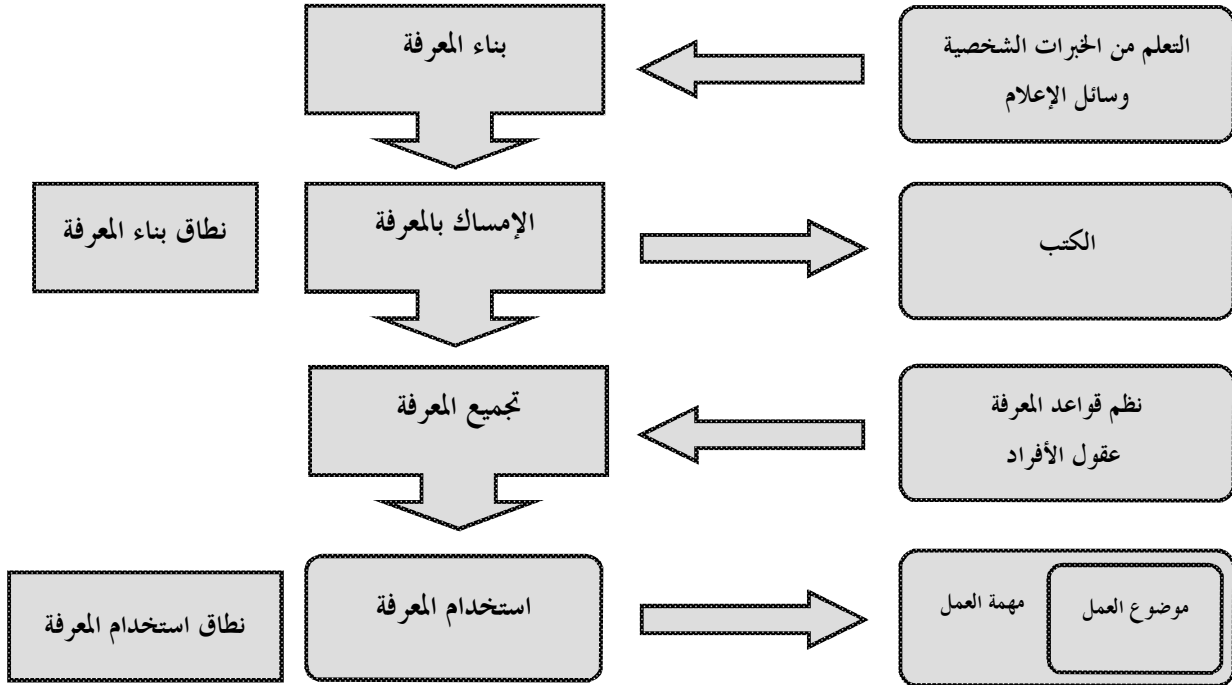 التعلم من الخبرات الشخصية
وسائل الإعلام
بناء المعرفة
الكتب
الإمساك بالمعرفة
نطاق بناء المعرفة
نظم قواعد المعرفة
عقول الأفراد
تجميع المعرفة
موضوع العمل
مهمة العمل
استخدام المعرفة
نطاق استخدام المعرفة